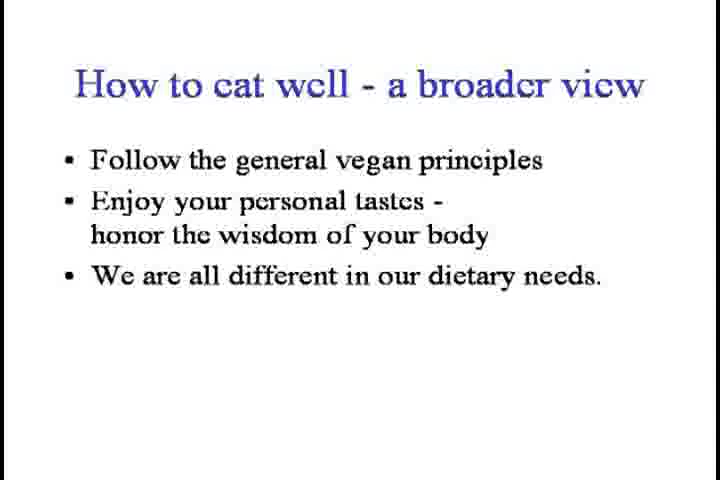 How to eat well - a broader view
• Follow the general vegan principles
• Enjoy your personal tastes -
honor the wisdom of your body
• We are all different in our dietary needs.